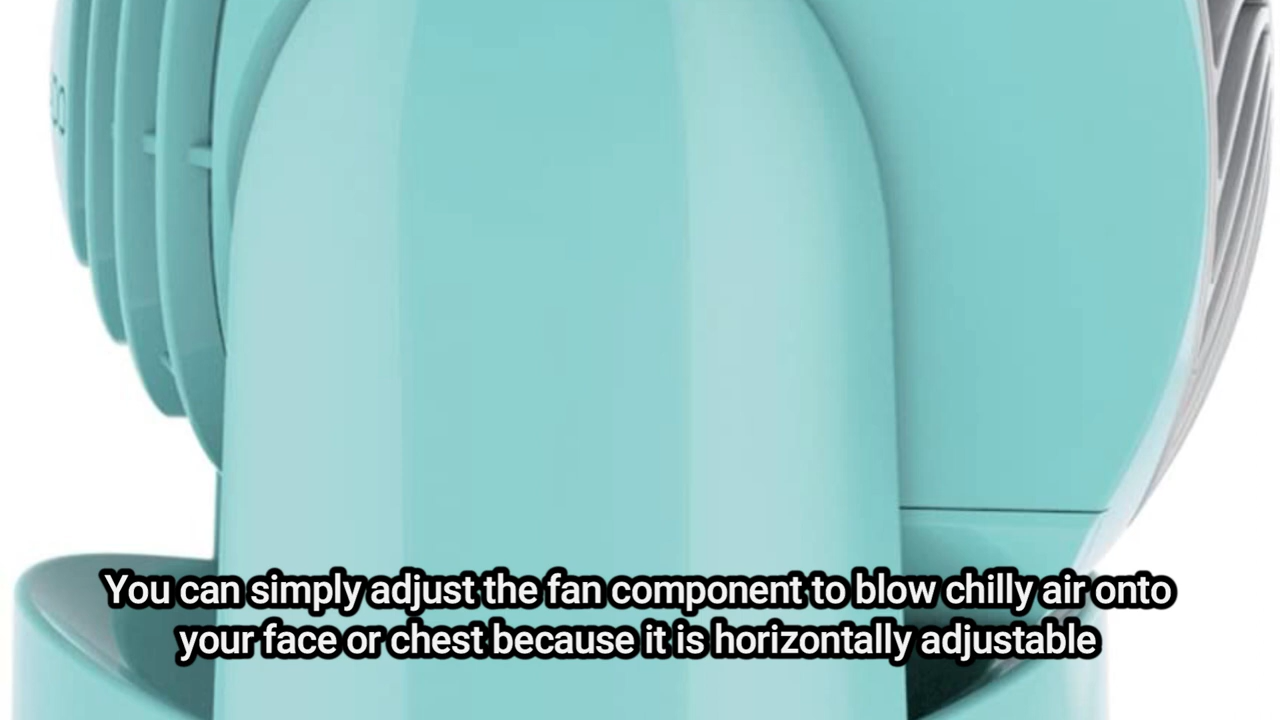 You can simply adjust the fan component to blow chilly air onto
your face or chest because it is horizontally adjustable